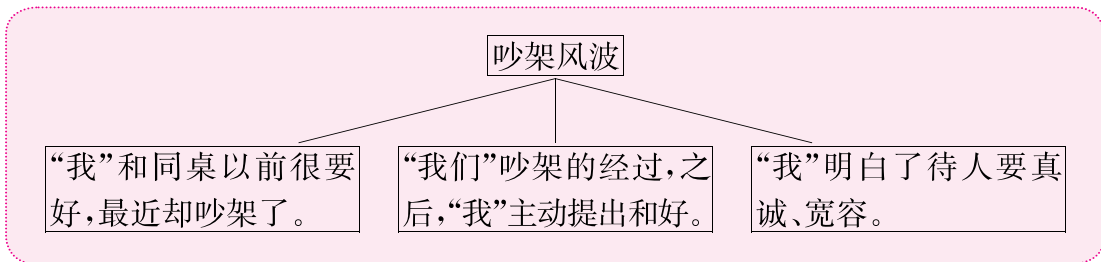 吵架风波
“我”和同桌以前很要
好,最近却吵架了。
“我们”吵架的经过,之
后,“我”主动提出和好。
“我”明白了待人要真
诚、宽容。